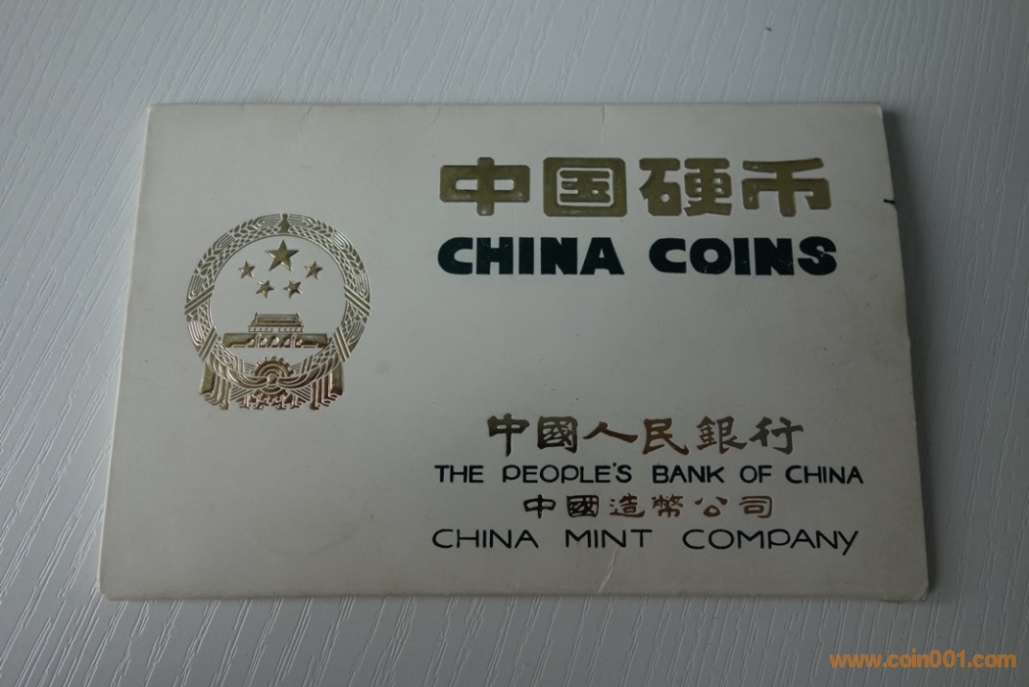 中国硬币
CHINA COINS
中國人民銀行
THE PEOPLE'S BANK OF CHINA
中國造幣公司
CHINA MINT COMPANY
www.coin001.com